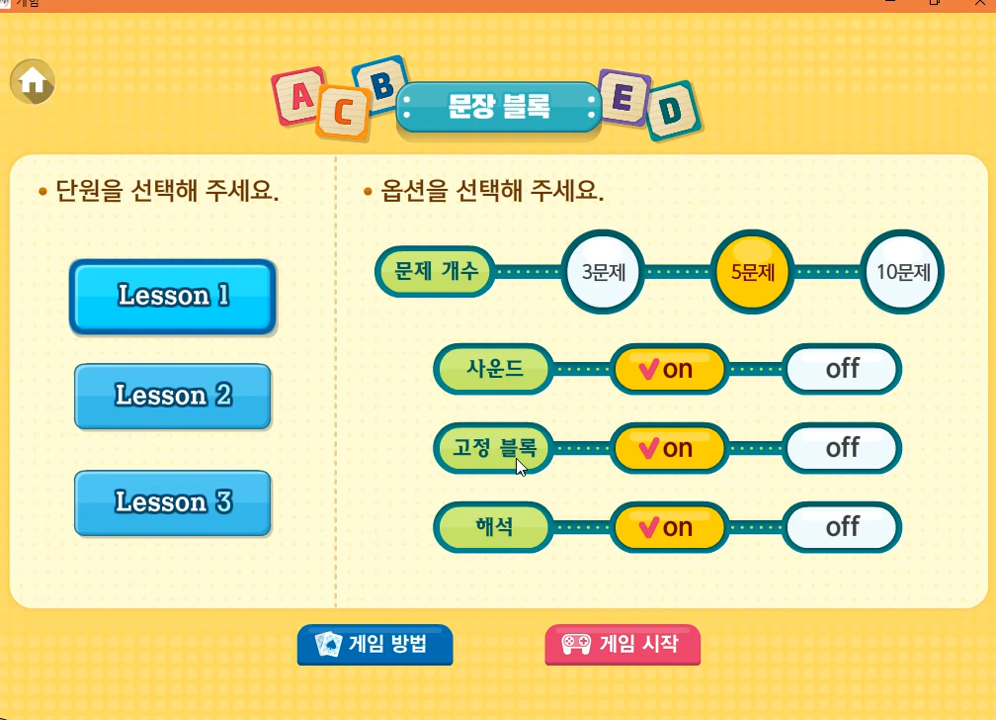 게임
A C B 문장 블록 E D
• 단원을 선택해 주세요.
Lesson 1
Lesson 2
Lesson 3
• 옵션을 선택해 주세요.
문제 개수 3문제 5문제 10문제
사운드 on off
고정 블록 on off
해석 on off
게임 방법
게임 시작